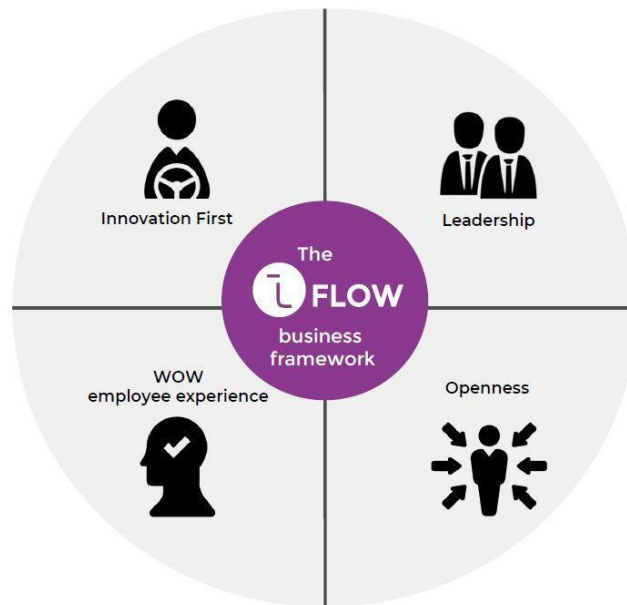 Innovation First
Leadership
The
i FLOW
business
framework
WOW
employee experience
Openness